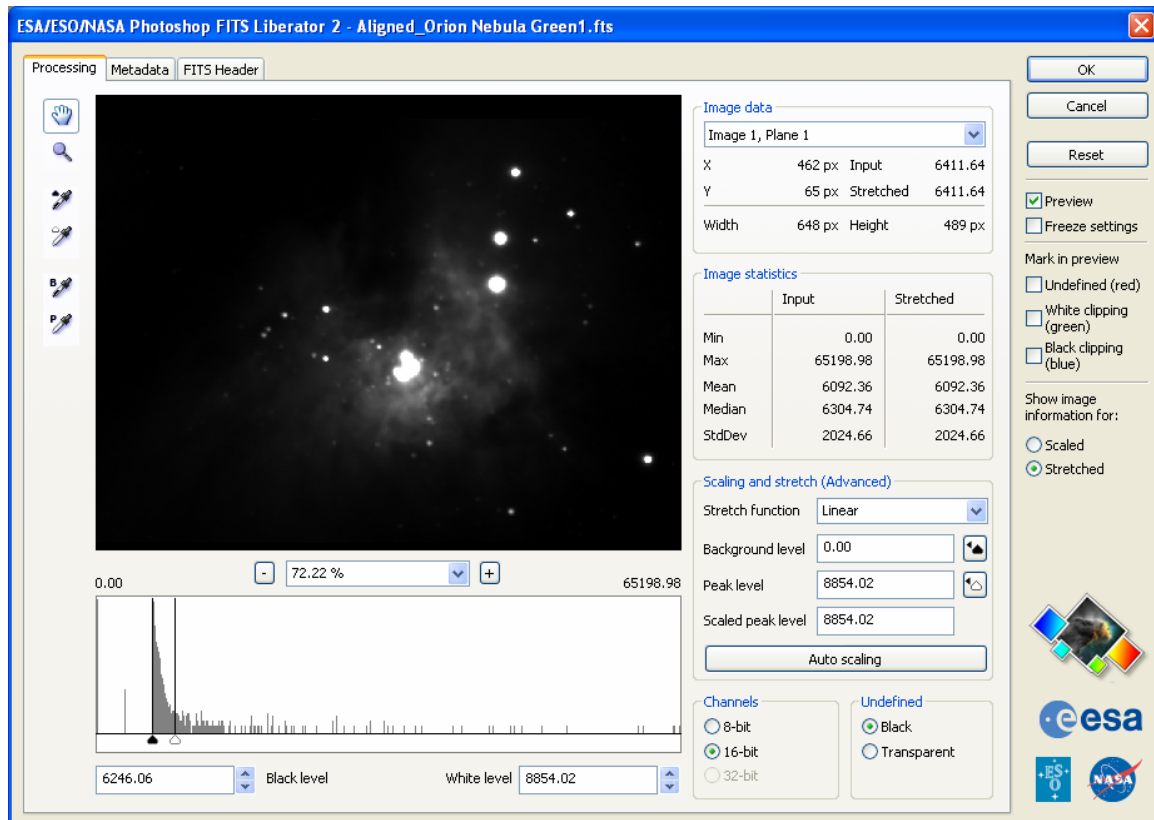 ESA/ESO/NASA Photoshop FITS Liberator 2 - Aligned_Orion Nebula Green1.fts
Processing Metadata FITS Header
B
P
Image data
Image 1, Plane 1
X 462 px Input 6411.64
Y 65 px Stretched 6411.64
Width 648 px Height 489 px
Image statistics
Input Stretched
Min 0.00 0.00
Max 65198.98 65198.98
Mean 6092.36 6092.36
Median 6304.74 6304.74
StdDev 2024.66 2024.66
Scaling and stretch (Advanced)
Stretch function Linear
Background level 0.00
Peak level 8854.02
Scaled peak level 8854.02
Auto scaling
Channels
8-bit
16-bit
32-bit
Undefined
Black
Transparent
0.00 - 72.22 % + 65198.98
6246.06 Black level White level 8854.02
OK
Cancel
Reset
Preview
Freeze settings
Mark in preview
Undefined (red)
White clipping
(green)
Black clipping
(blue)
Show image
information for:
Scaled
Stretched
eesa
ESO
NASA